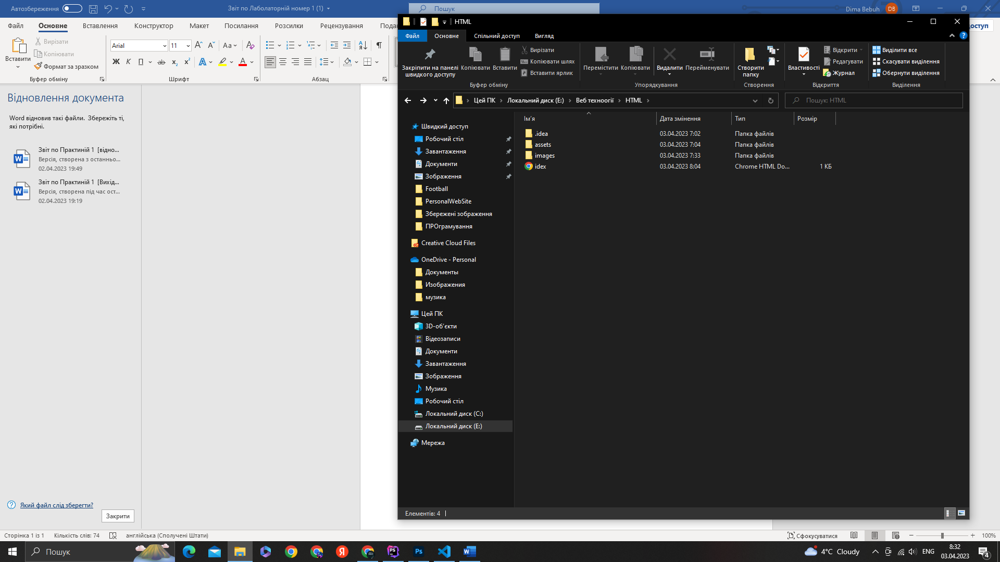 Автозбереження
Звіт по Лаболаторній номер 1 (1)
Пошук
Dima Bebuh
DB
Файл
Основне
Вставлення
Конструктор
Макет
Посилання
Розсилки
Рецензування
Вставити
Вирізати
Копіювати
Формат за зразком
Буфер обміну
Arial
11
Шрифт
Абзац
Відновлення документа
Word відновив такі файли. Збережіть ті,
які потрібні.
Звіт по Практиній 1 [відно...
Версія, створена з останньо...
02.04.2023 19:49
Звіт по Практиній 1 [Вихід...
Версія, створена під час ост...
02.04.2023 19:19
Який файл слід зберегти?
Закрити
HTML
Файл
Основне
Спільний доступ
Вигляд
Закріпити на панелі
швидкого доступу
Копіювати
Вставити
Вирізати
Копіювати шлях
Вставити ярлик
Буфер обміну
Перемістити
Копіювати
Видалити
Перейменувати
Упорядкування
Створити
папку
Створення
Властивості
Відкрити
Редагувати
Журнал
Відкриття
Виділити все
Скасувати виділення
Обернути виділення
Виділення
Цей ПК
Локальний диск (E:)
Веб техноогії
HTML
Пошук: HTML
Швидкий доступ
Робочий стіл
Завантаження
Документи
Зображення
Football
PersonalWebSite
Збережені зображення
ПРОграмування
Creative Cloud Files
OneDrive - Personal
Документы
Изображения
музика
Цей ПК
3D-об'єкти
Відеозаписи
Документи
Завантаження
Зображення
Музика
Робочий стіл
Локальний диск (C:)
Локальний диск (E:)
Мережа
Ім'я
Дата змінення
Тип
Розмір
.idea 03.04.2023 7:02 Папка файлів
assets 03.04.2023 7:04 Папка файлів
images 03.04.2023 7:33 Папка файлів
idex 03.04.2023 8:04 Chrome HTML Do... 1 КБ
Елементів: 4
Сторінка 1 із 1
Кількість слів: 74
англійська (Сполучені Штати)
Сфокусуватися
100%
Пошук
4°C Cloudy
ENG
8:32
03.04.2023
4